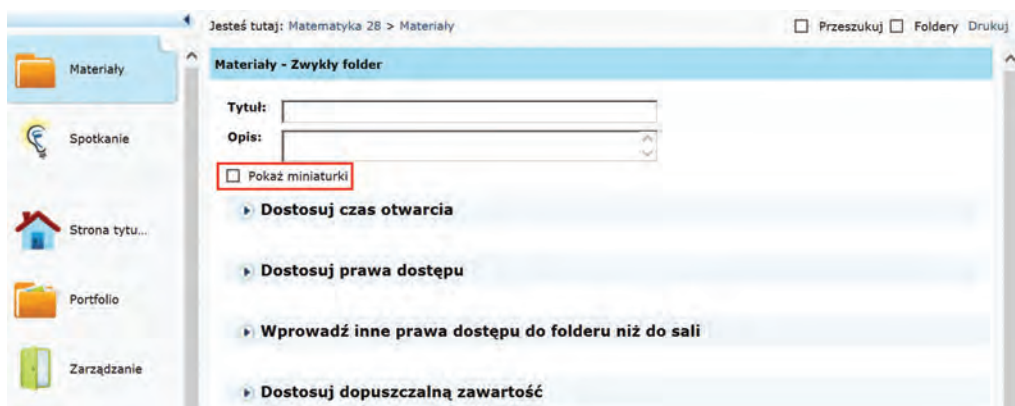 Jesteś tutaj: Matematyka 28 > Materiały
Przeszukuj Foldery Drukuj
Materiały
Spotkanie
Strona tytu...
Portfolio
Zarządzanie
Materiały - Zwykły folder
Tytuł:
Opis:
Pokaż miniaturki
Dostosuj czas otwarcia
Dostosuj prawa dostępu
Wprowadź inne prawa dostępu do folderu niż do sali
Dostosuj dopuszczalną zawartość